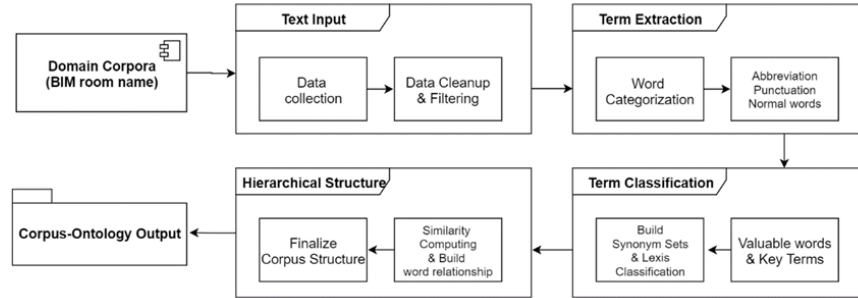 Domain Corpora
(BIM room name)
Text Input
Data
collection
Data Cleanup
& Filtering
Term Extraction
Word
Categorization
Abbreviation
Punctuation
Normal words
Term Classification
Valuable words
& Key Terms
Build
Synonym Sets
& Lexis
Classification
Hierarchical Structure
Similarity
Computing
& Build
word relationship
Finalize
Corpus Structure
Corpus-Ontology Output